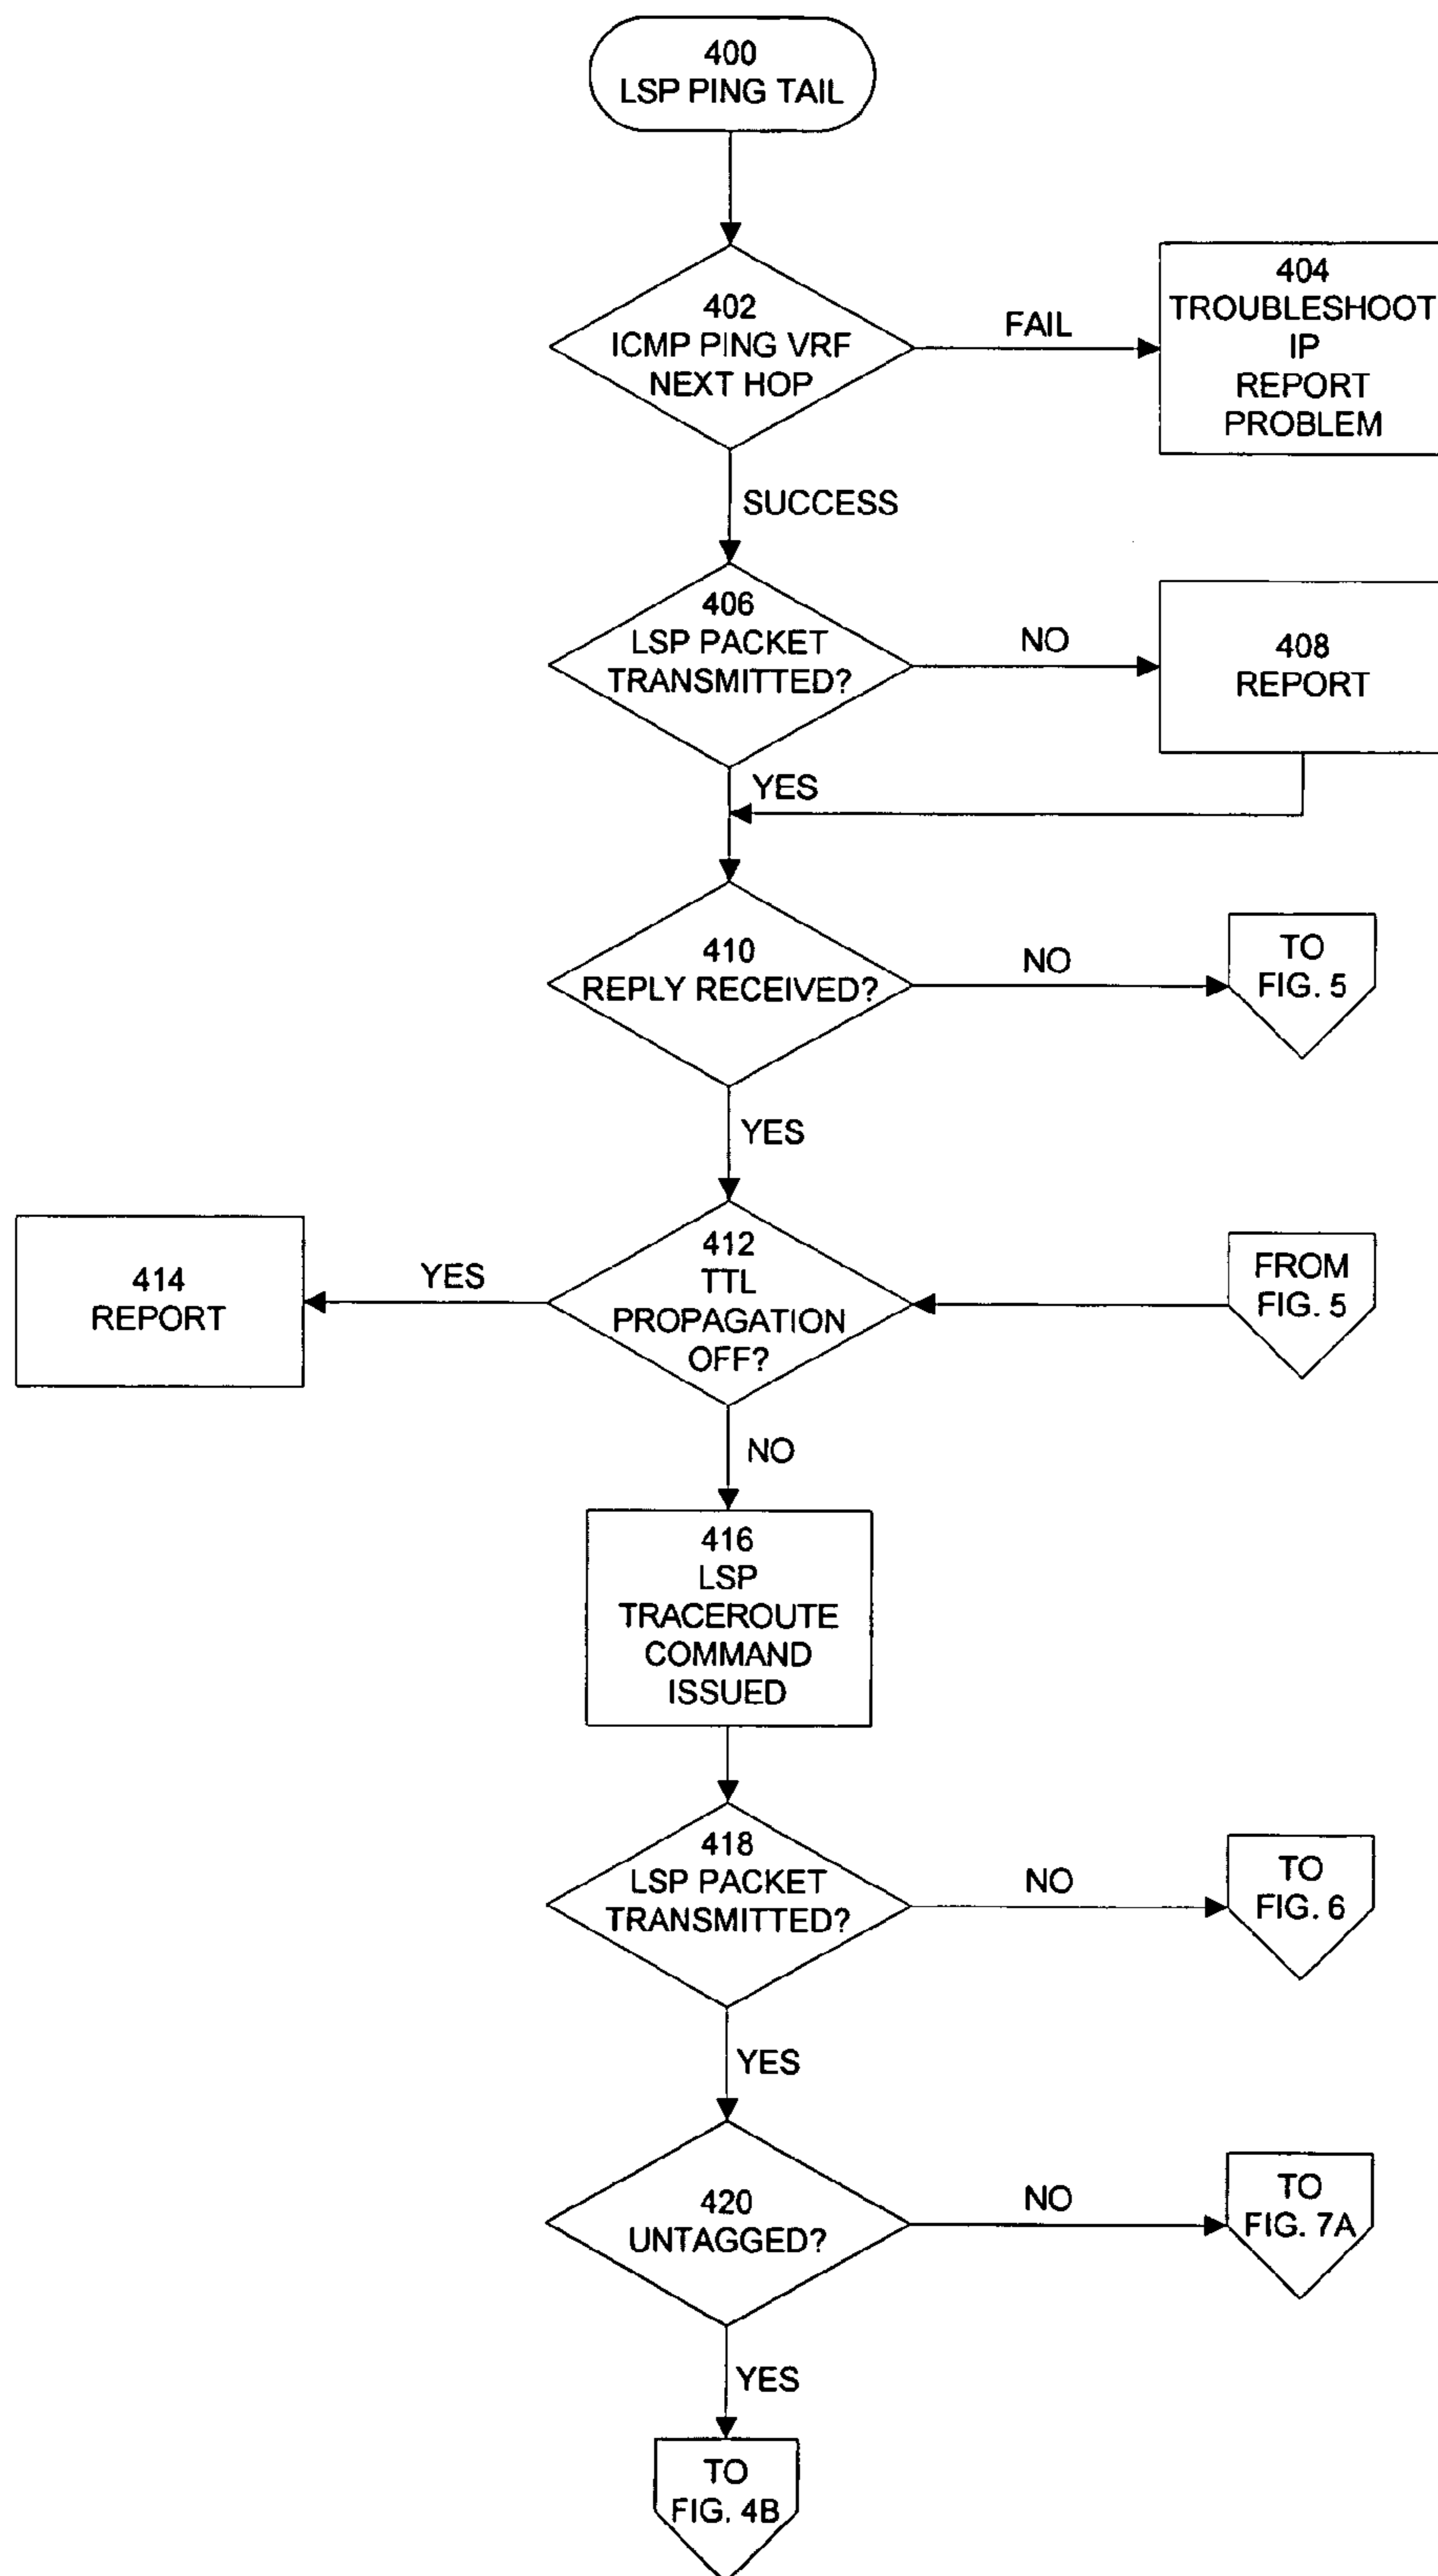 400
LSP PING TAIL
402
ICMP PING VRF
NEXT HOP
FAIL
404
TROUBLESHOOT
IP
REPORT
PROBLEM
SUCCESS
406
LSP PACKET
TRANSMITTED?
NO
408
REPORT
YES
410
REPLY RECEIVED?
NO
TO
FIG. 5
YES
412
TTL
PROPAGATION
OFF?
YES
414
REPORT
FROM
FIG. 5
NO
416
LSP
TRACEROUTE
COMMAND
ISSUED
418
LSP PACKET
TRANSMITTED?
NO
TO
FIG. 6
YES
420
UNTAGGED?
NO
TO
FIG. 7A
YES
TO
FIG. 4B